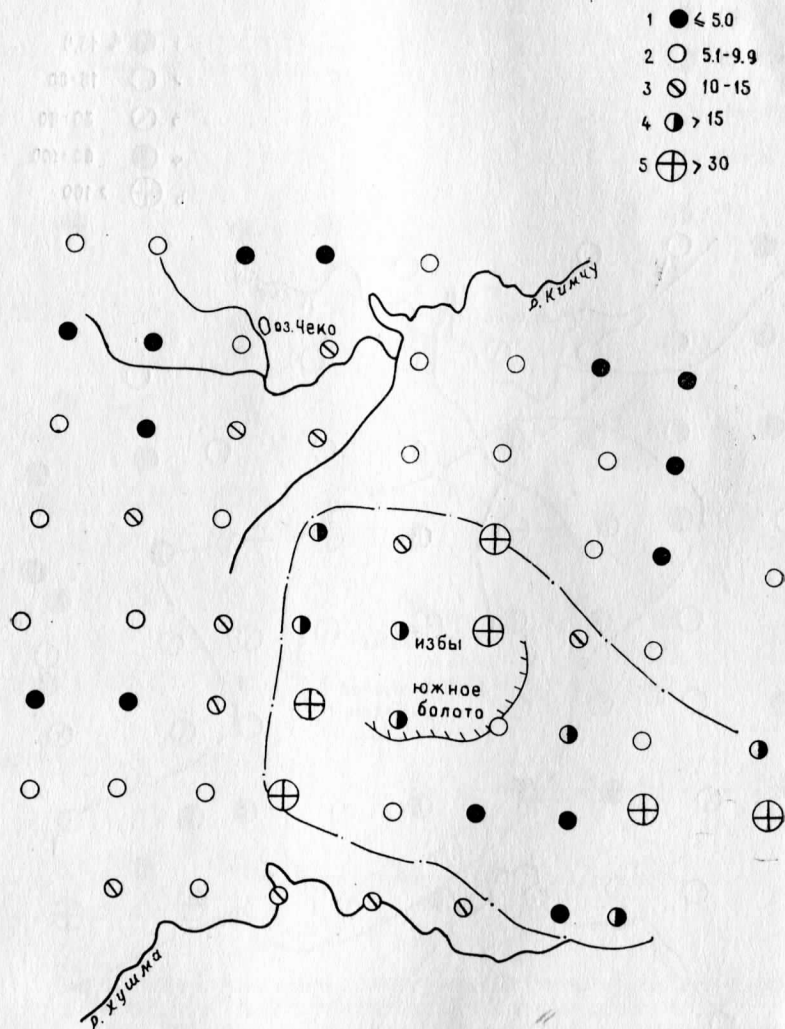 1 ● ⩽ 5.0
2 ○ 5.1-9.9
3 ⦸ 10-15
4 ◑ > 15
5 ⊕ > 30
р. Кимчу
Оз. Чеко
избы
южное
болото
р. Хушма